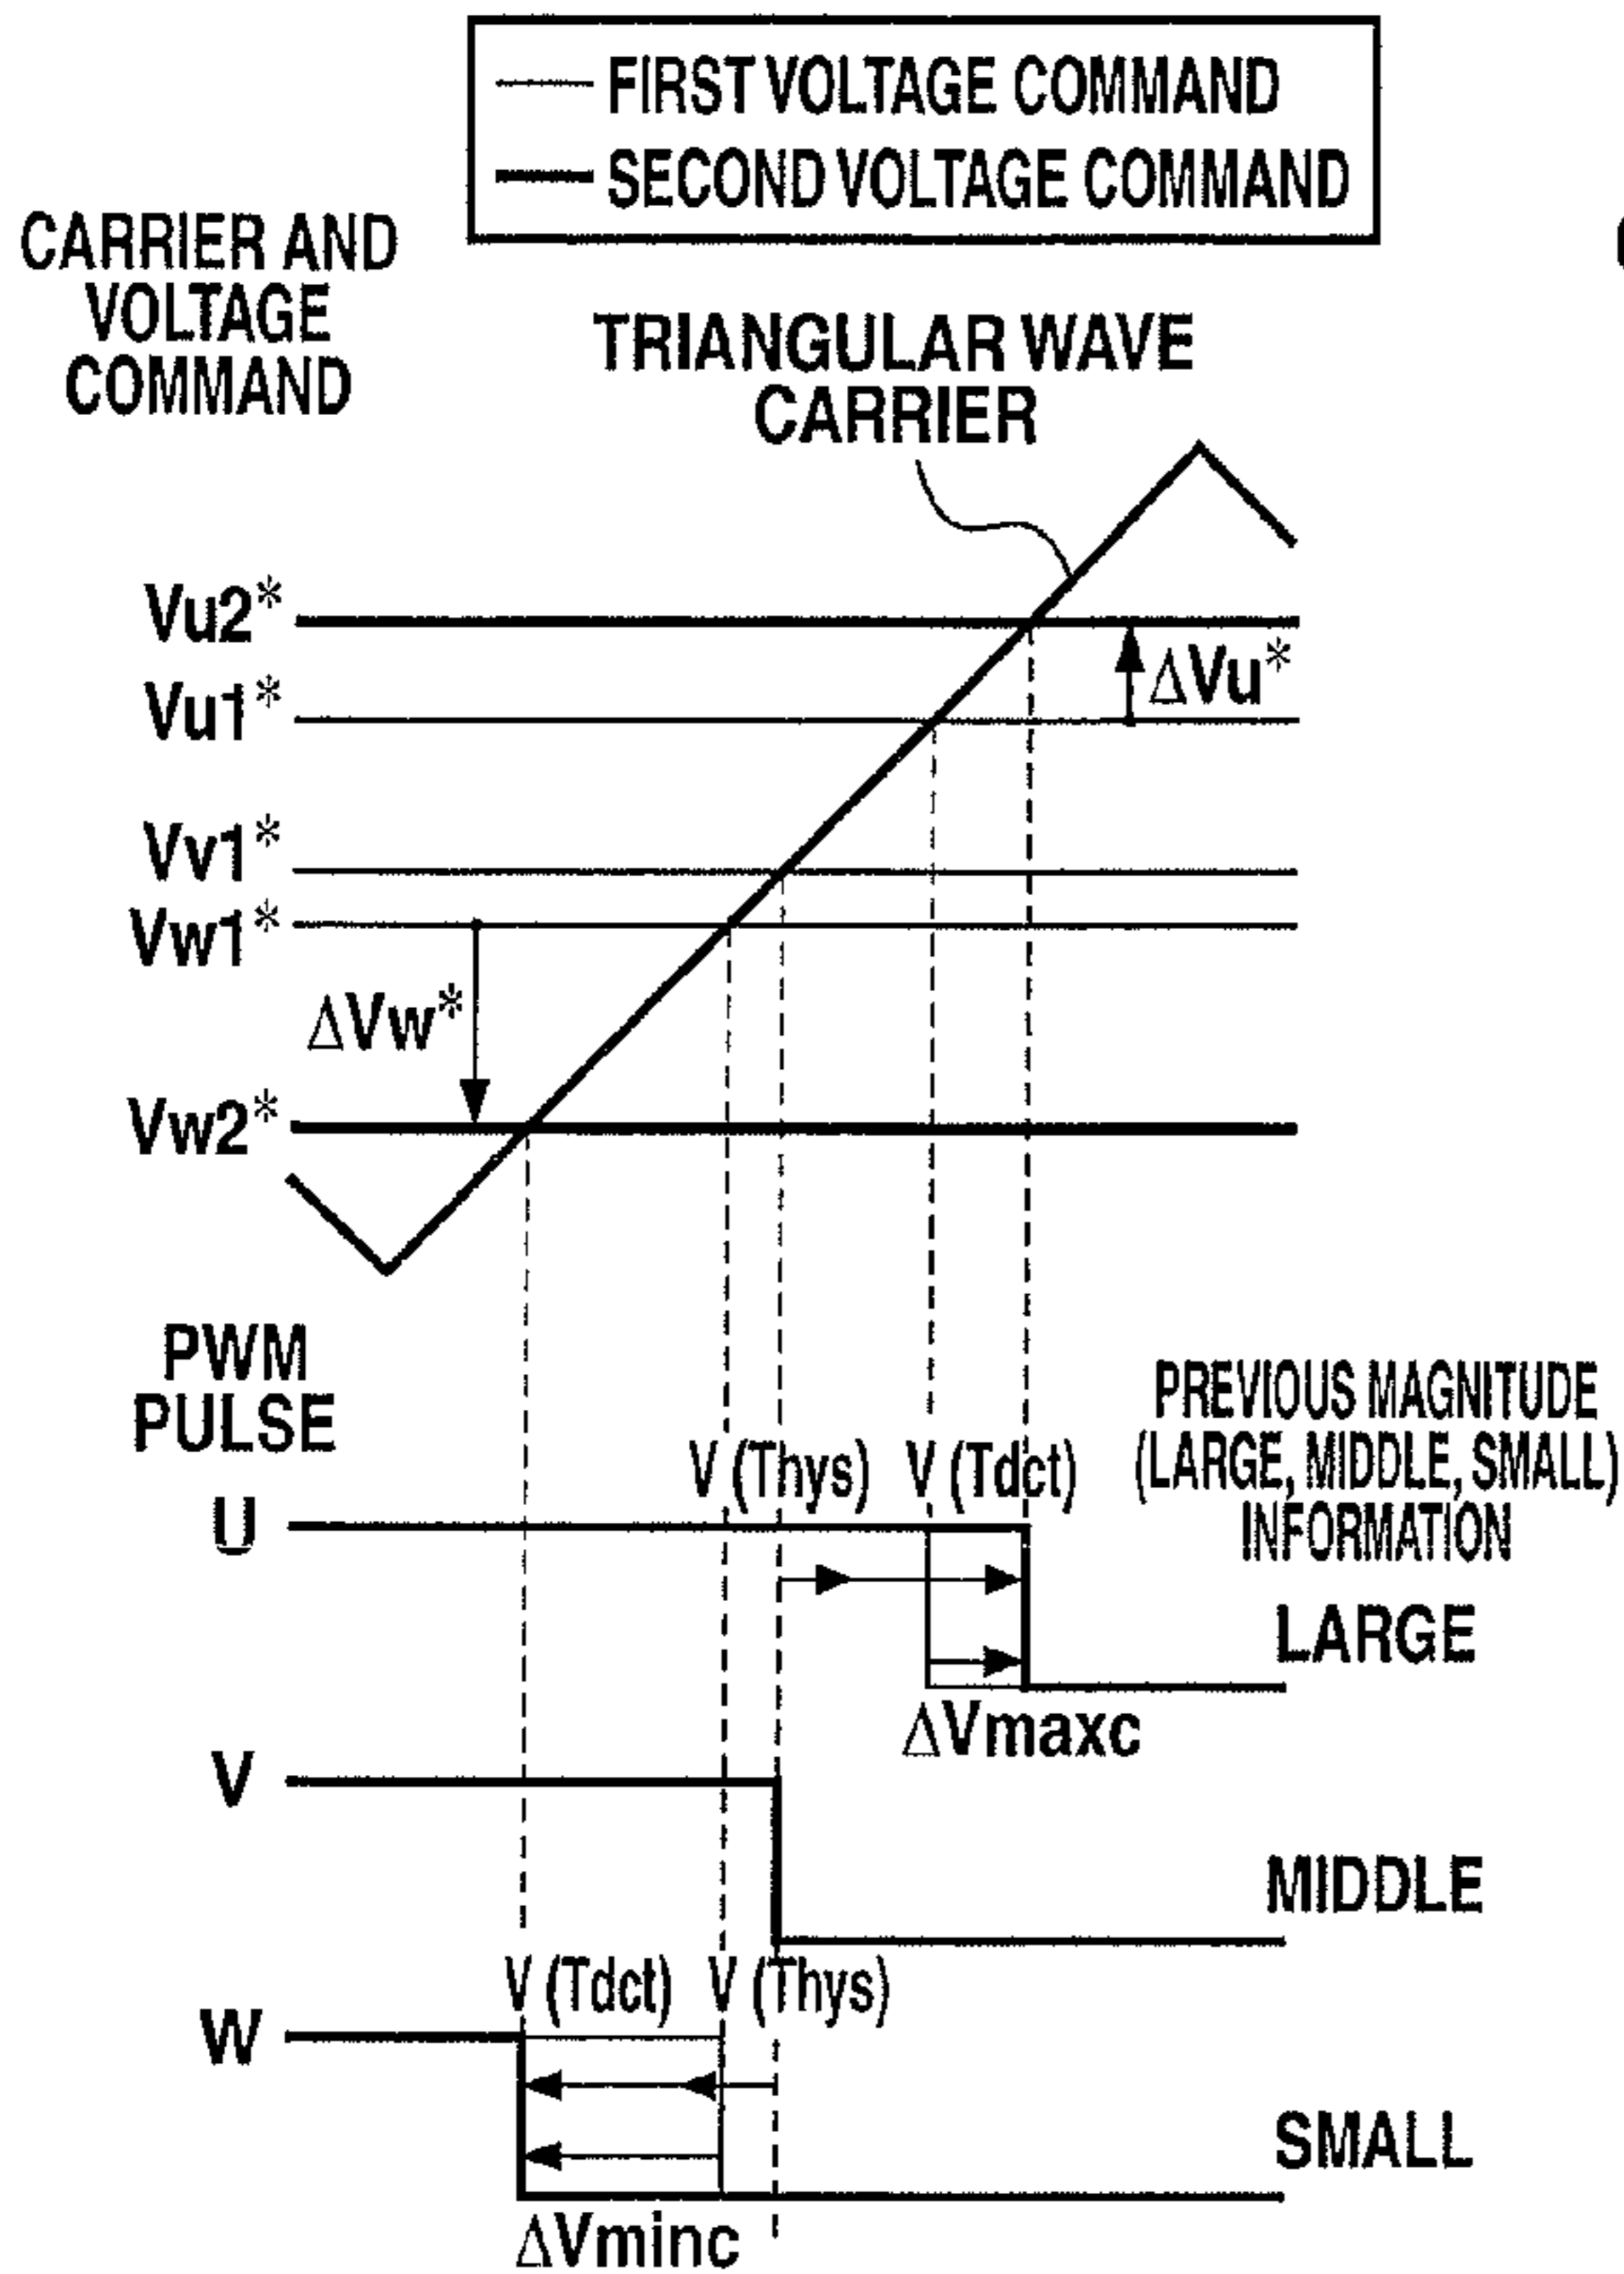 FIRST VOLTAGE COMMAND
SECOND VOLTAGE COMMAND
CARRIER AND
VOLTAGE
COMMAND
TRIANGULAR WAVE
CARRIER
Vu2*
ΔVu*
Vu1*
Vv1*
Vw1*
ΔVw*
Vw2*
PWM
PULSE
PREVIOUS MAGNITUDE
(LARGE, MIDDLE, SMALL)
INFORMATION
V (Thys) V (Tdct)
U
LARGE
ΔVmaxc
V
MIDDLE
V (Tdct) V (Thys)
W
SMALL
ΔVminc